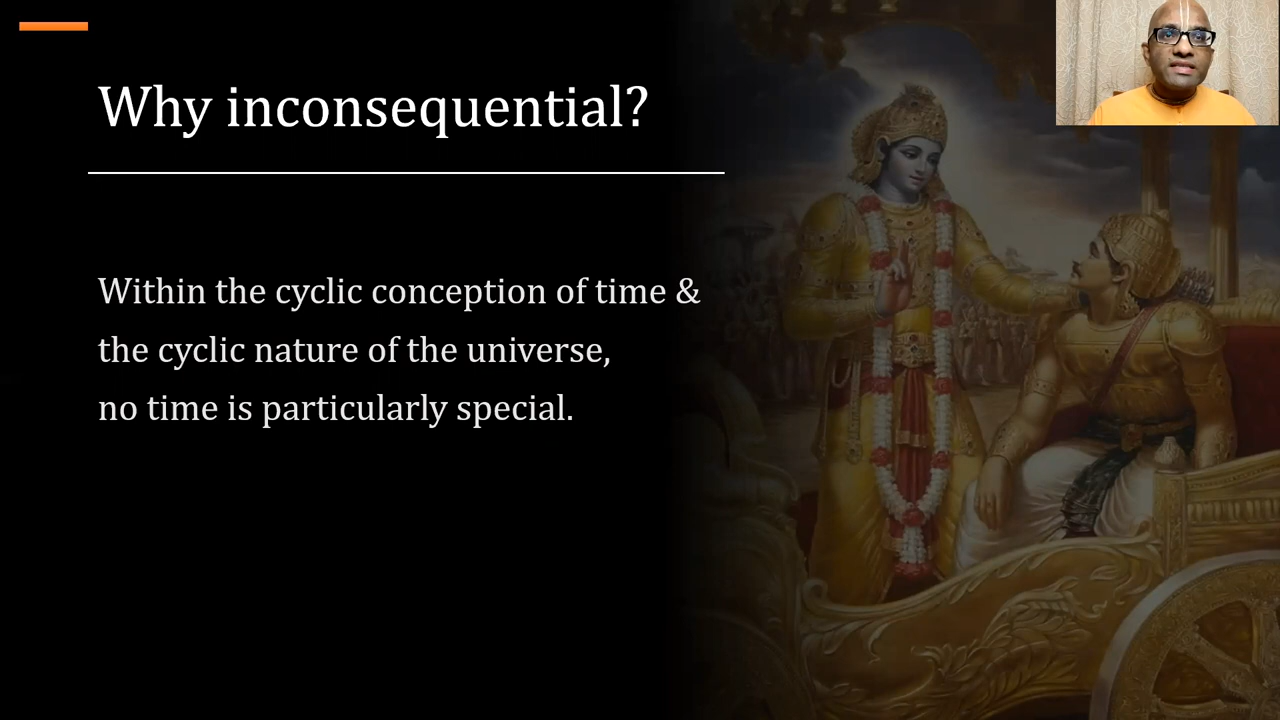 Why inconsequential?
Within the cyclic conception of time &
the cyclic nature of the universe,
no time is particularly special.